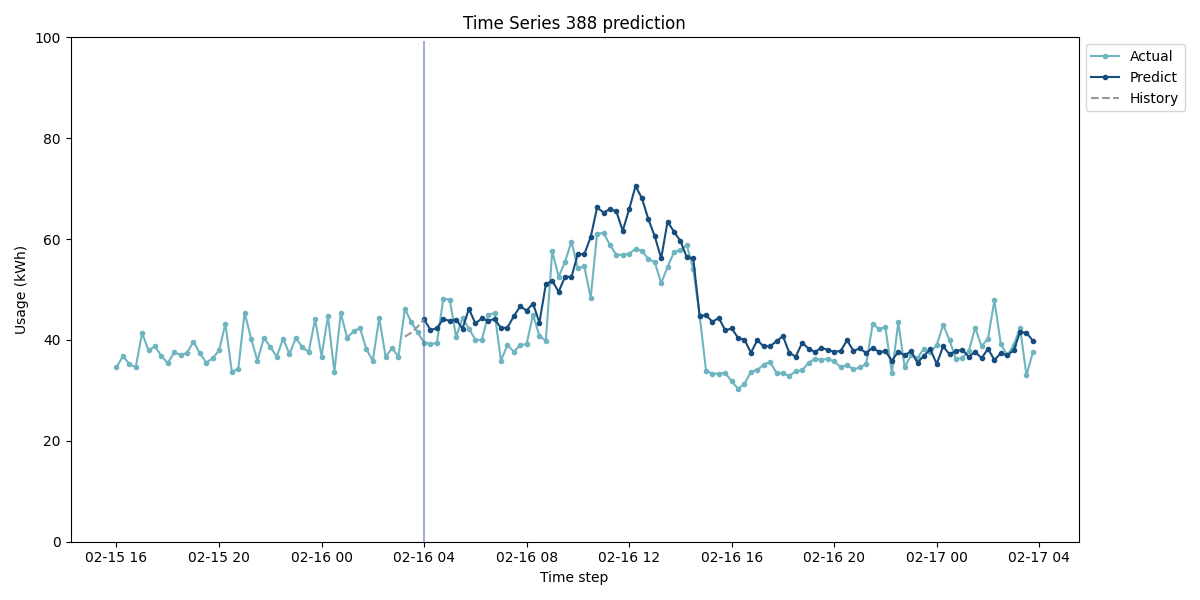 Time Series 388 prediction
100
80
60
40
20
0
Usage (kWh)
02-15 16
02-15 20
02-16 00
02-16 04
02-16 08
02-16 12
02-16 16
02-16 20
02-17 00
02-17 04
Time step
Actual
Predict
History